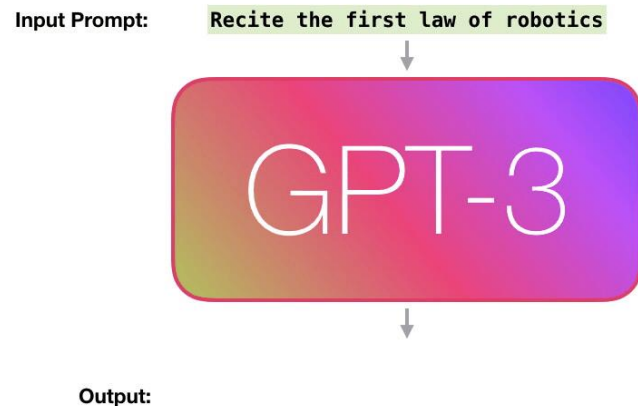 Input Prompt: Recite the first law of robotics
GPT-3
Output: